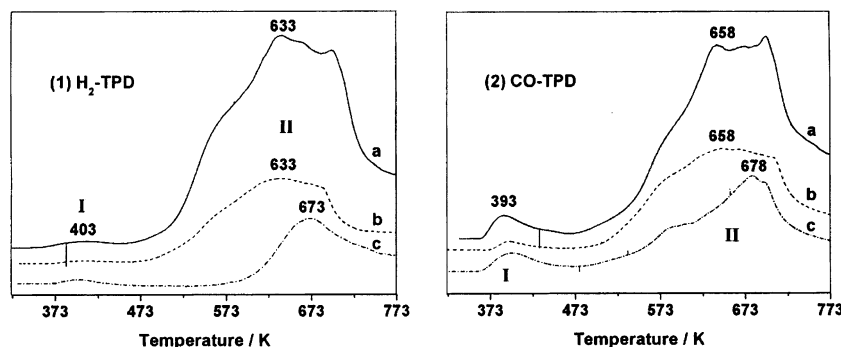 (1) H2-TPD
633
II
a
633
I
403
673
b
c
373 473 573 673 773
Temperature / K
(2) CO-TPD
658
a
658
678
393
b
c
II
I
373 473 573 673 773
Temperature / K